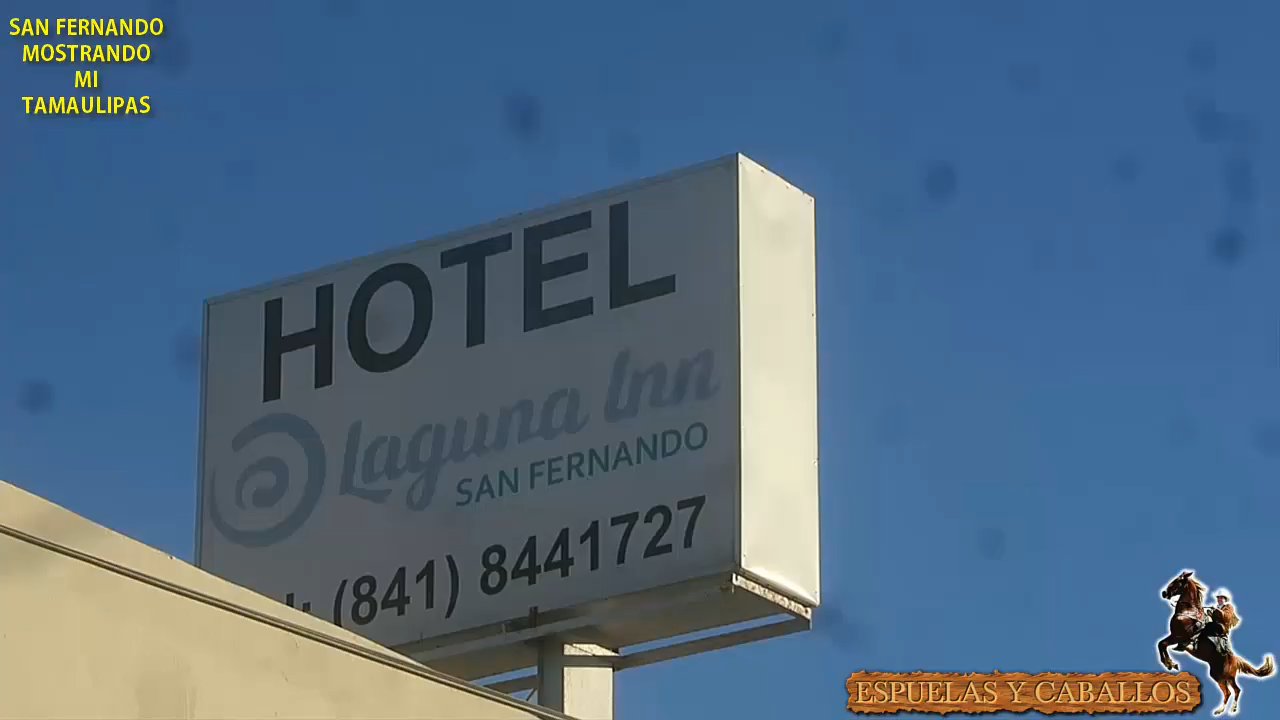 SAN FERNANDO
MOSTRANDO
MI
TAMAULIPAS
HOTEL
Laguna Inn
SAN FERNANDO
(841) 8441727
ESPUELAS Y CABALLOS